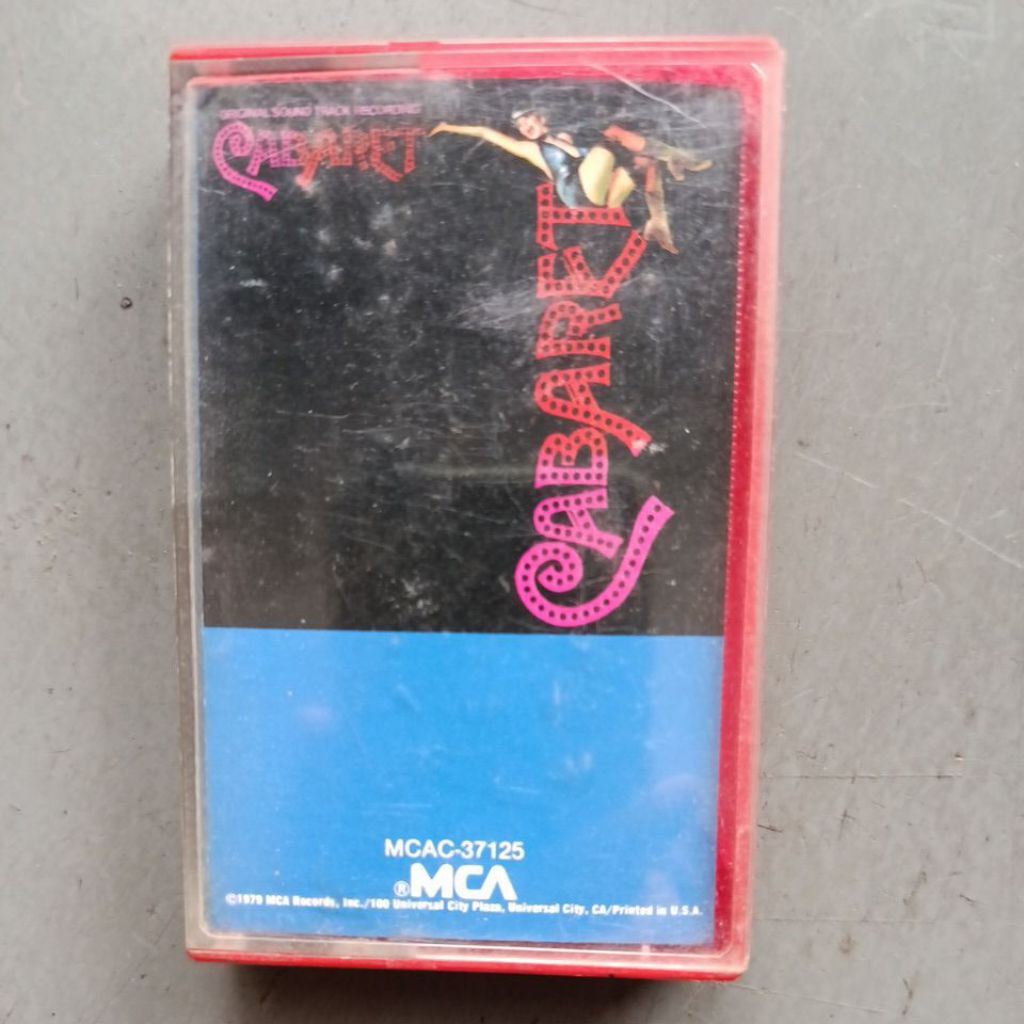 ORIGINAL SOUND TRACK RECORDING
CABARET
CABARET
MCAC-37125
®MCA
©1979 MCA Records, Inc./100 Universal City Plaza, Universal City, CA/Printed in U.S.A.